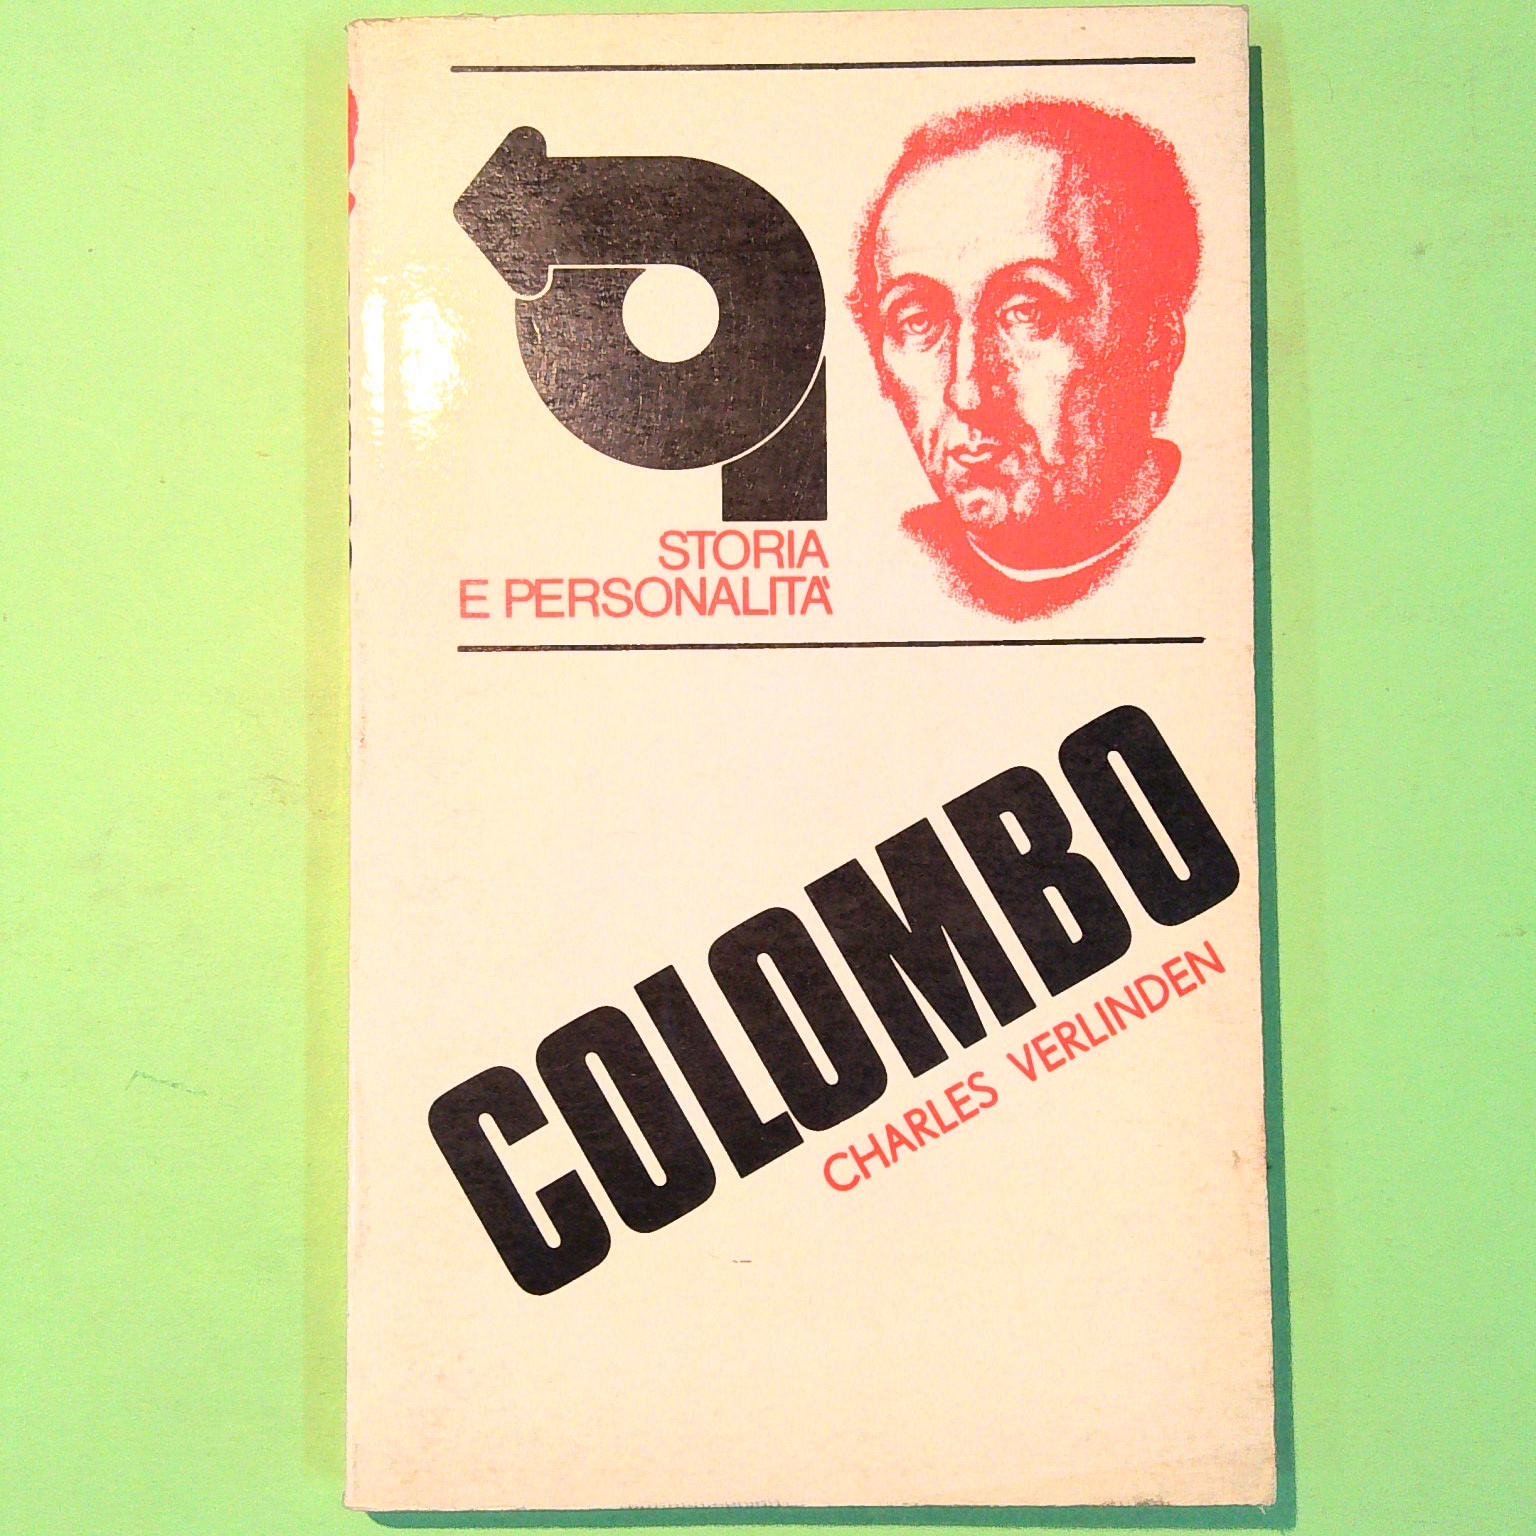 STORIA
E PERSONALITÀ
COLOMBO
CHARLES VERLINDEN